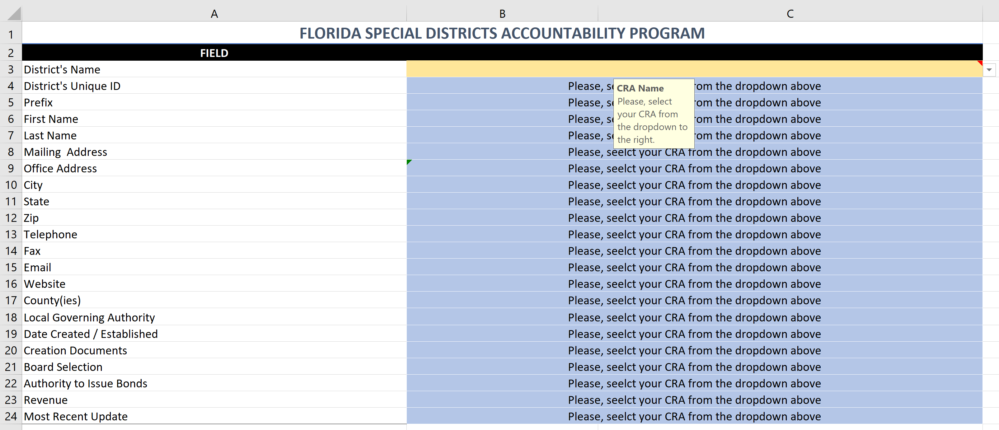 A B C
1 FLORIDA SPECIAL DISTRICTS ACCOUNTABILITY PROGRAM
2 FIELD
3 District's Name
4 District's Unique ID Please, from the dropdown above
5 Prefix Please, from the dropdown above
6 First Name Please, from the dropdown above
7 Last Name Please, from the dropdown above
CRA Name
Please, select
your CRA from
the dropdown to
the right.
8 Mailing  Address Please, seelct your CRA from the dropdown above
9 Office Address Please, seelct your CRA from the dropdown above
10 City Please, seelct your CRA from the dropdown above
11 State Please, seelct your CRA from the dropdown above
12 Zip Please, seelct your CRA from the dropdown above
13 Telephone Please, seelct your CRA from the dropdown above
14 Fax Please, seelct your CRA from the dropdown above
15 Email Please, seelct your CRA from the dropdown above
16 Website Please, seelct your CRA from the dropdown above
17 County(ies) Please, seelct your CRA from the dropdown above
18 Local Governing Authority Please, seelct your CRA from the dropdown above
19 Date Created / Established Please, seelct your CRA from the dropdown above
20 Creation Documents Please, seelct your CRA from the dropdown above
21 Board Selection Please, seelct your CRA from the dropdown above
22 Authority to Issue Bonds Please, seelct your CRA from the dropdown above
23 Revenue Please, seelct your CRA from the dropdown above
24 Most Recent Update Please, seelct your CRA from the dropdown above